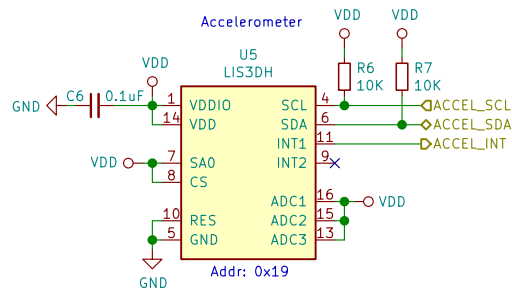 Accelerometer
VDD
VDD
U5
LIS3DH
VDD
R6
10K
R7
10K
GND
C6
0.1uF
1
VDDIO
14
VDD
SCL
4
ACCEL_SCL
SDA
6
ACCEL_SDA
INT1
11
ACCEL_INT
VDD
7
SA0
INT2
9
8
CS
ADC1
16
VDD
10
RES
ADC2
15
5
GND
ADC3
13
Addr: 0x19
GND